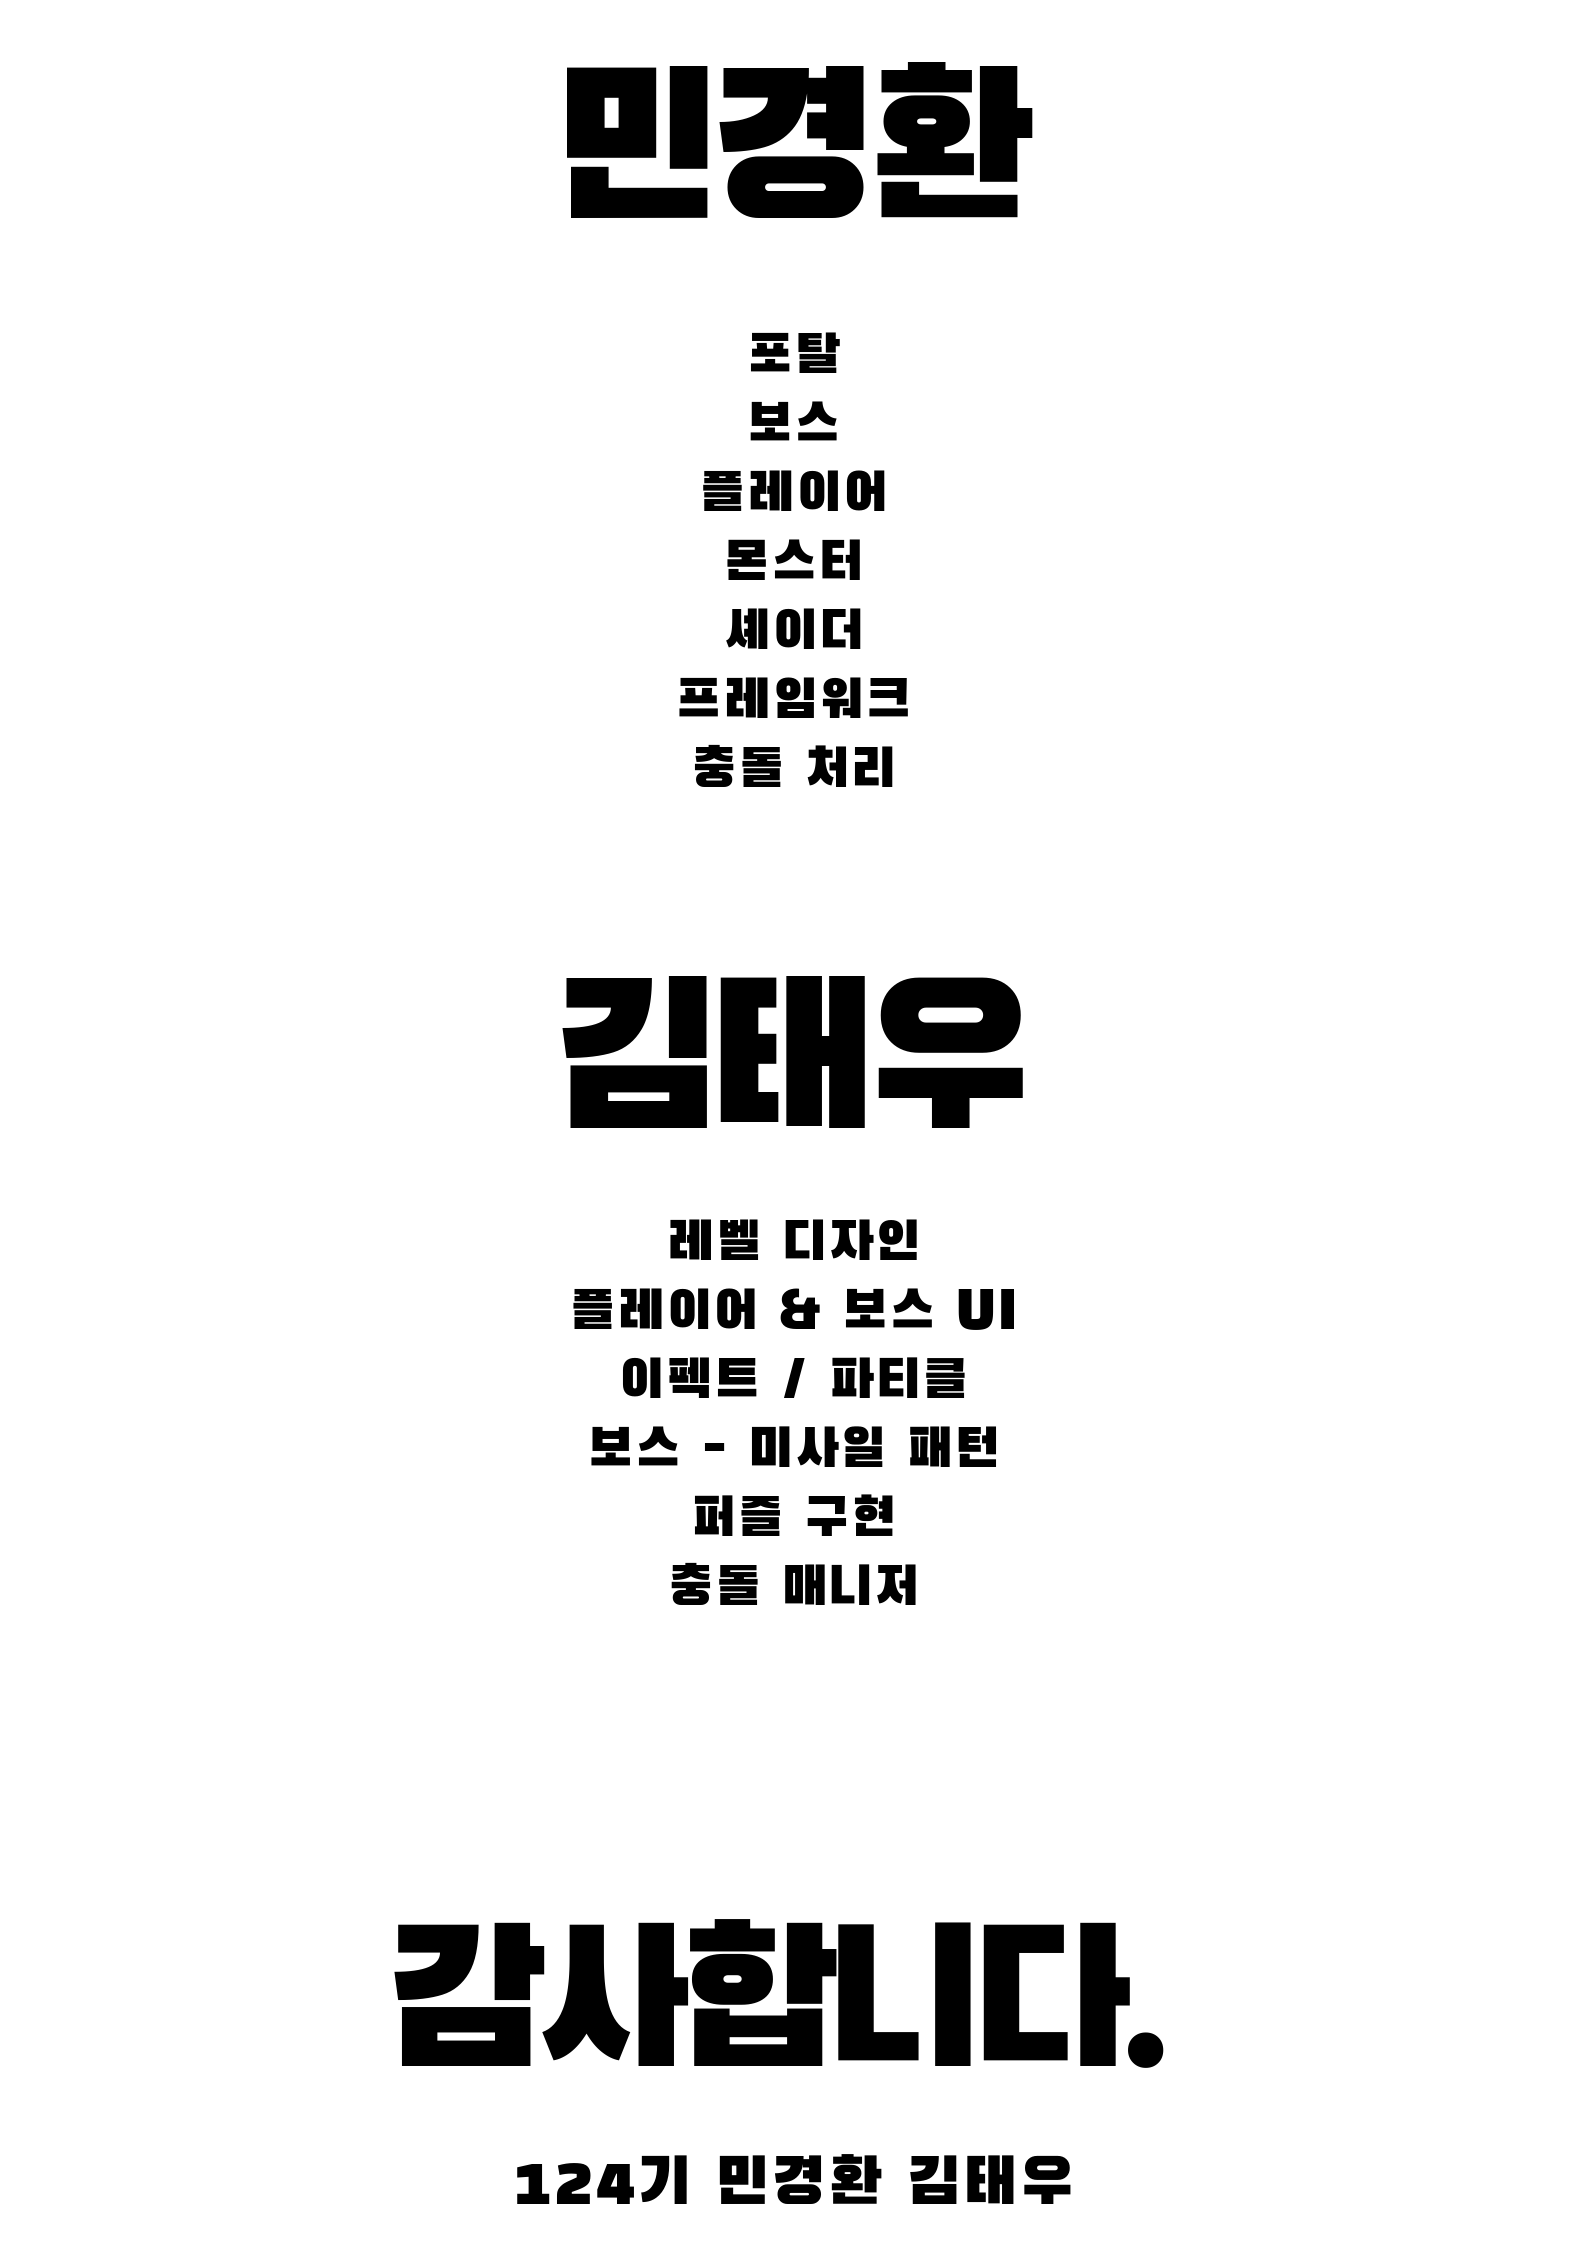 민경환
포탈
보스
플레이어
몬스터
셰이더
프레임워크
충돌 처리
김태우
레벨 디자인
플레이어 & 보스 UI
이펙트 / 파티클
보스 - 미사일 패턴
퍼즐 구현
충돌 매니저
감사합니다.
124기 민경환 김태우